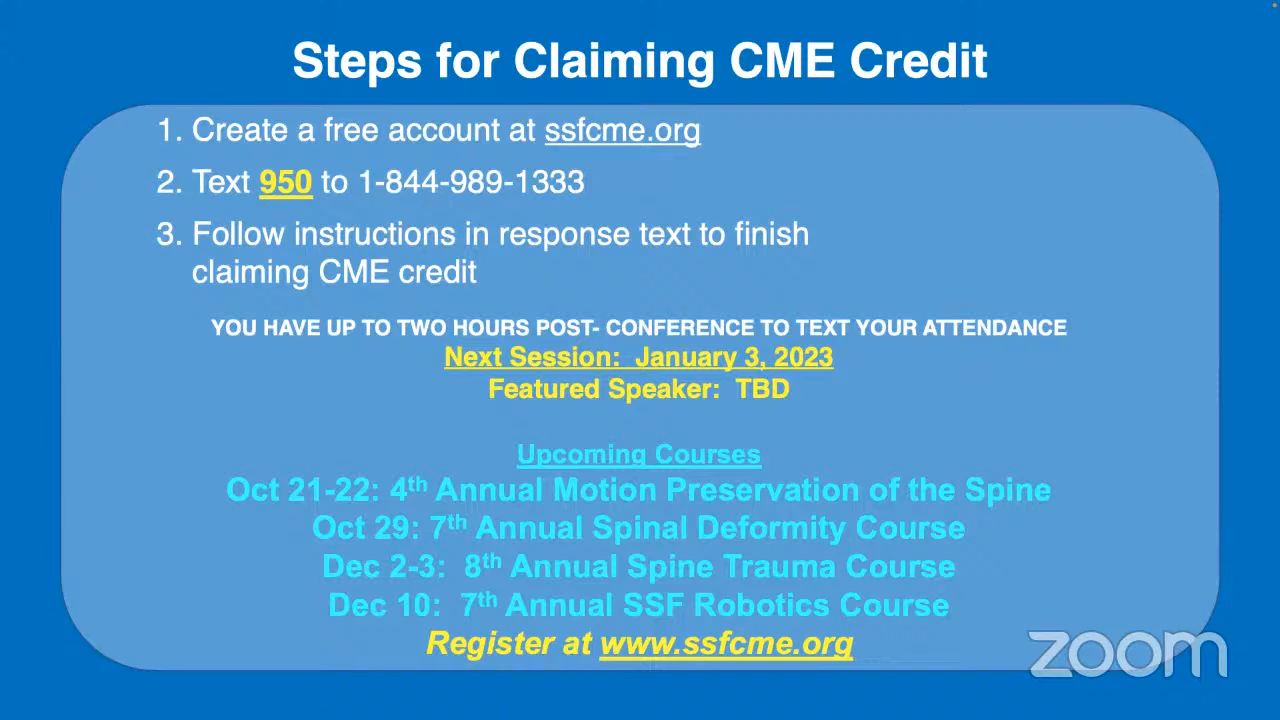 Steps for Claiming CME Credit
1. Create a free account at ssfcme.org
2. Text 950 to 1-844-989-1333
3. Follow instructions in response text to finish
claiming CME credit
YOU HAVE UP TO TWO HOURS POST- CONFERENCE TO TEXT YOUR ATTENDANCE
Next Session: January 3, 2023
Featured Speaker: TBD
Upcoming Courses
Oct 21-22: 4th Annual Motion Preservation of the Spine
Oct 29: 7th Annual Spinal Deformity Course
Dec 2-3: 8th Annual Spine Trauma Course
Dec 10: 7th Annual SSF Robotics Course
Register at www.ssfcme.org
zoom